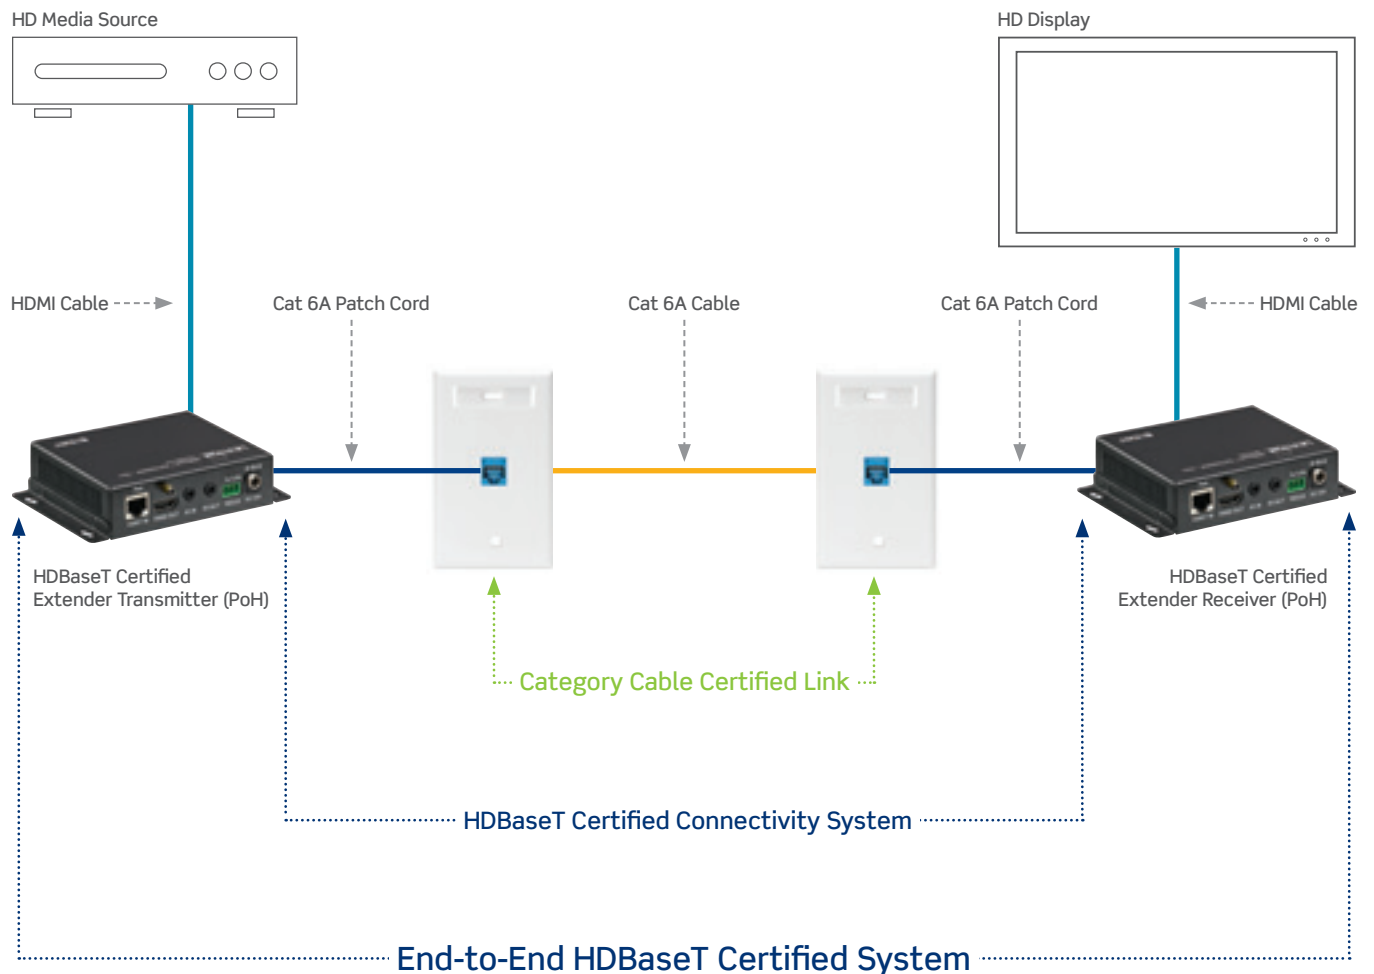 HD Media Source
HD Display
HDMI Cable
Cat 6A Patch Cord
Cat 6A Cable
Cat 6A Patch Cord
HDMI Cable
HDBaseT Certified
Extender Transmitter (PoH)
HDBaseT Certified
Extender Receiver (PoH)
Category Cable Certified Link
HDBaseT Certified Connectivity System
End-to-End HDBaseT Certified System